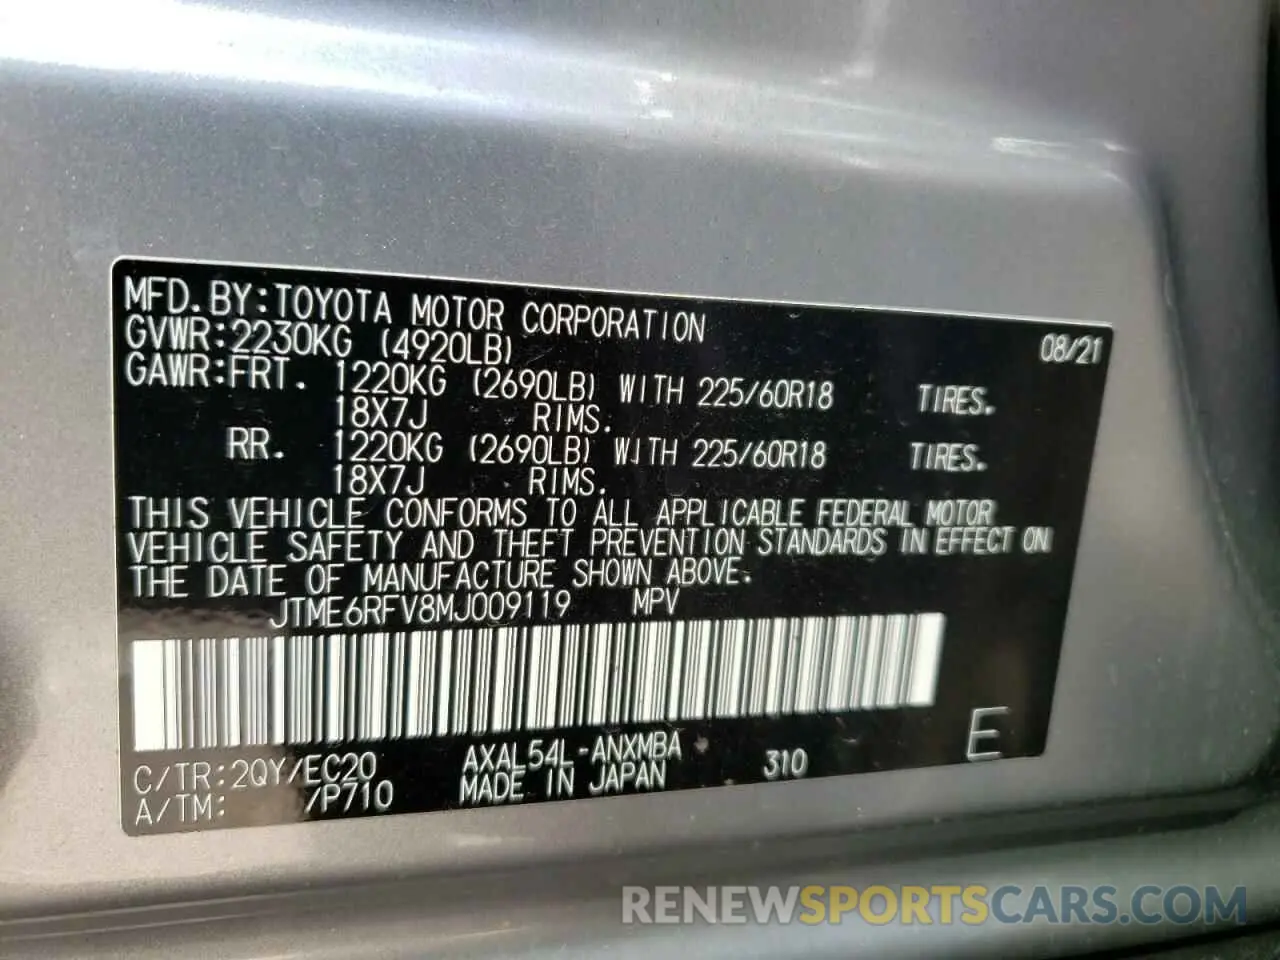 MFD.BY:TOYOTA MOTOR CORPORATION 08/21
GVWR:2230KG (4920LB)
GAWR:FRT. 1220KG (2690LB) WITH 225/60R18 TIRES.
18X7J RIMS.
RR. 1220KG (2690LB) WITH 225/60R18 TIRES.
18X7J RIMS.
THIS VEHICLE CONFORMS TO ALL APPLICABLE FEDERAL MOTOR
VEHICLE SAFETY AND THEFT PREVENTION STANDARDS IN EFFECT ON
THE DATE OF MANUFACTURE SHOWN ABOVE.
JTME6RFV8MJ009119 MPV
C/TR:2QY/EC20 AXAL54L-ANXMBA 310 E
A/TM: /P710 MADE IN JAPAN
RENEWSPORTSCARS.COM